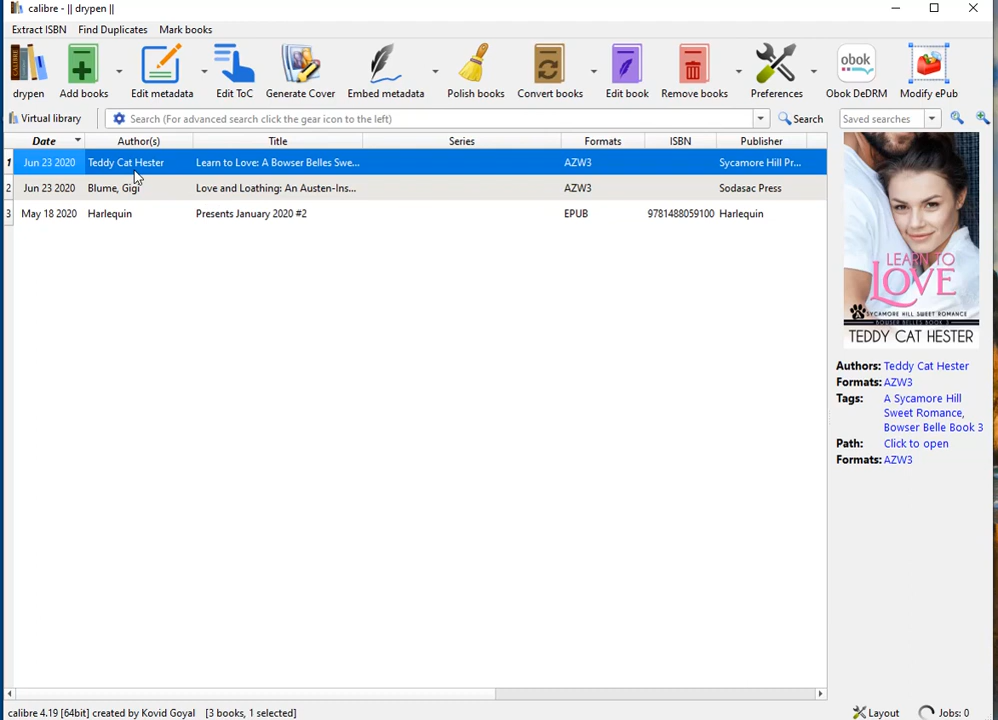 calibre - || drypen ||
Extract ISBN Find Duplicates Mark books
CALIBRE
obok
drypen Add books Edit metadata Edit ToC Generate Cover Embed metadata Polish books Convert books Edit book Remove books Preferences Obok DeDRM Modify ePub
Virtual library Search (For advanced search click the gear icon to the left) Search Saved searches
Date Author(s) Title Series Formats ISBN Publisher
1 Jun 23 2020 Teddy Cat Hester Learn to Love: A Bowser Belles Swe... AZW3 Sycamore Hill Pr...
2 Jun 23 2020 Blume, Gigi Love and Loathing: An Austen-Ins... AZW3 Sodasac Press
3 May 18 2020 Harlequin Presents January 2020 #2 EPUB 9781488059100 Harlequin
LEARN TO
LOVE
A SYCAMORE HILL SWEET ROMANCE
BOWSER BELLES BOOK 3
TEDDY CAT HESTER
Authors: Teddy Cat Hester
Formats: AZW3
Tags: A Sycamore Hill
Sweet Romance,
Bowser Belle Book 3
Path: Click to open
Formats: AZW3
calibre 4.19 [64bit] created by Kovid Goyal [3 books, 1 selected] Layout Jobs: 0